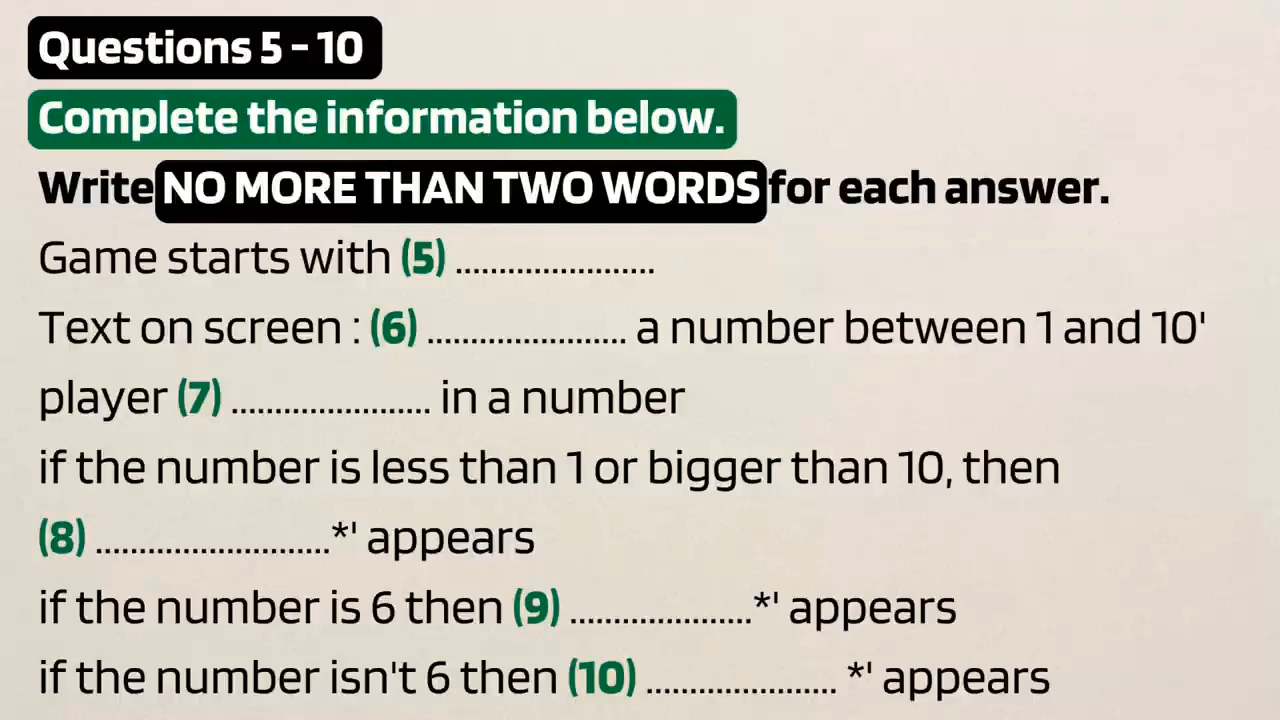 Questions 5 - 10
Complete the information below.
Write NO MORE THAN TWO WORDS for each answer.
Game starts with (5) .......................
Text on screen : (6) ....................... a number between 1 and 10'
player (7) ....................... in a number
if the number is less than 1 or bigger than 10, then
(8) ...........................*' appears
if the number is 6 then (9) .....................*' appears
if the number isn't 6 then (10) ...................... *' appears